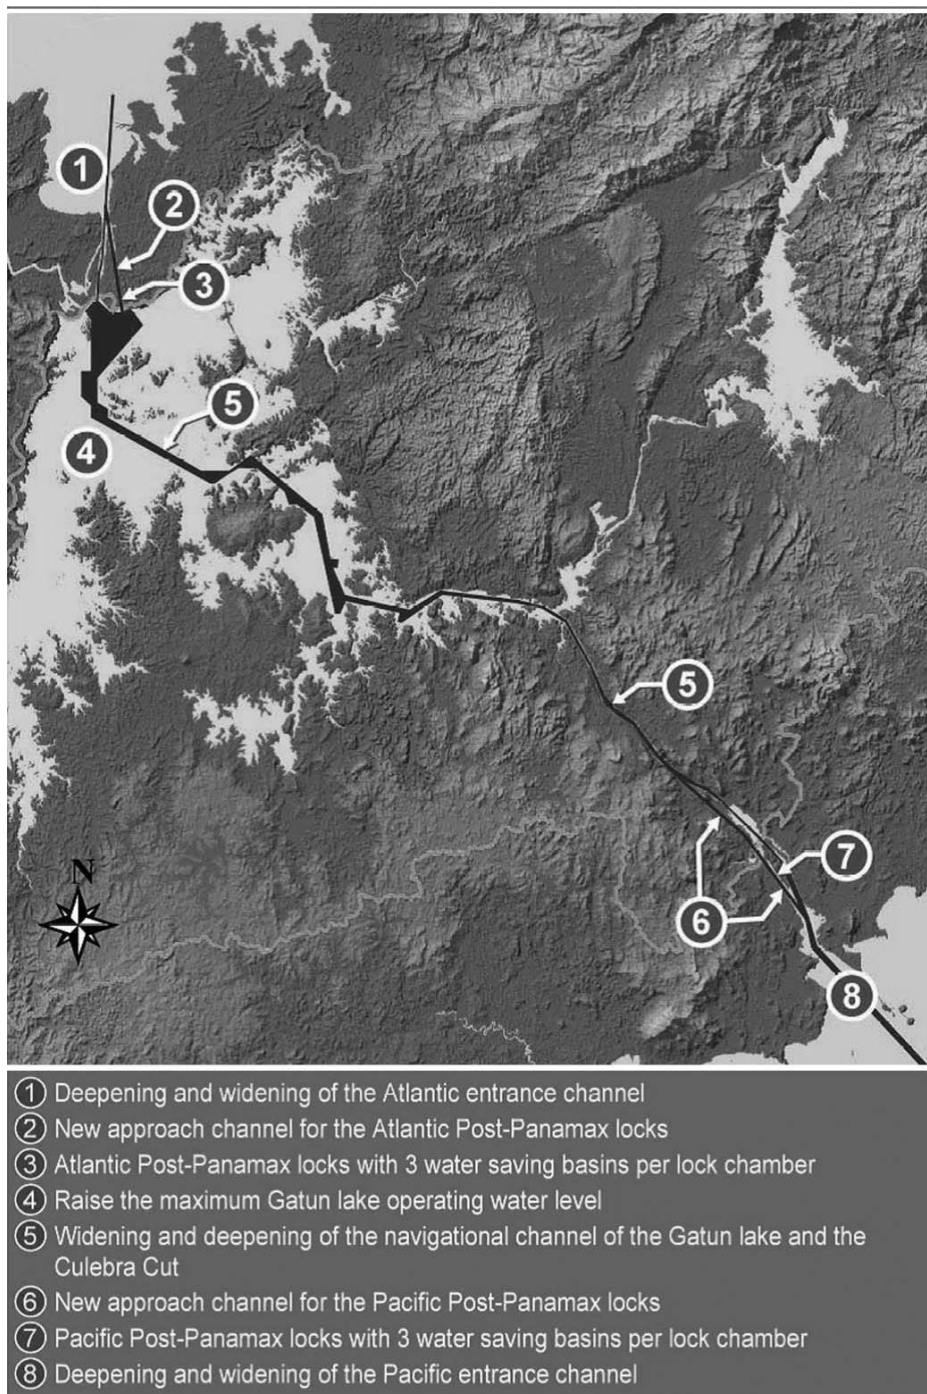 1
2
3
5
4
5
7
6
8
N
1 Deepening and widening of the Atlantic entrance channel
2 New approach channel for the Atlantic Post-Panamax locks
3 Atlantic Post-Panamax locks with 3 water saving basins per lock chamber
4 Raise the maximum Gatun lake operating water level
5 Widening and deepening of the navigational channel of the Gatun lake and the
Culebra Cut
6 New approach channel for the Pacific Post-Panamax locks
7 Pacific Post-Panamax locks with 3 water saving basins per lock chamber
8 Deepening and widening of the Pacific entrance channel